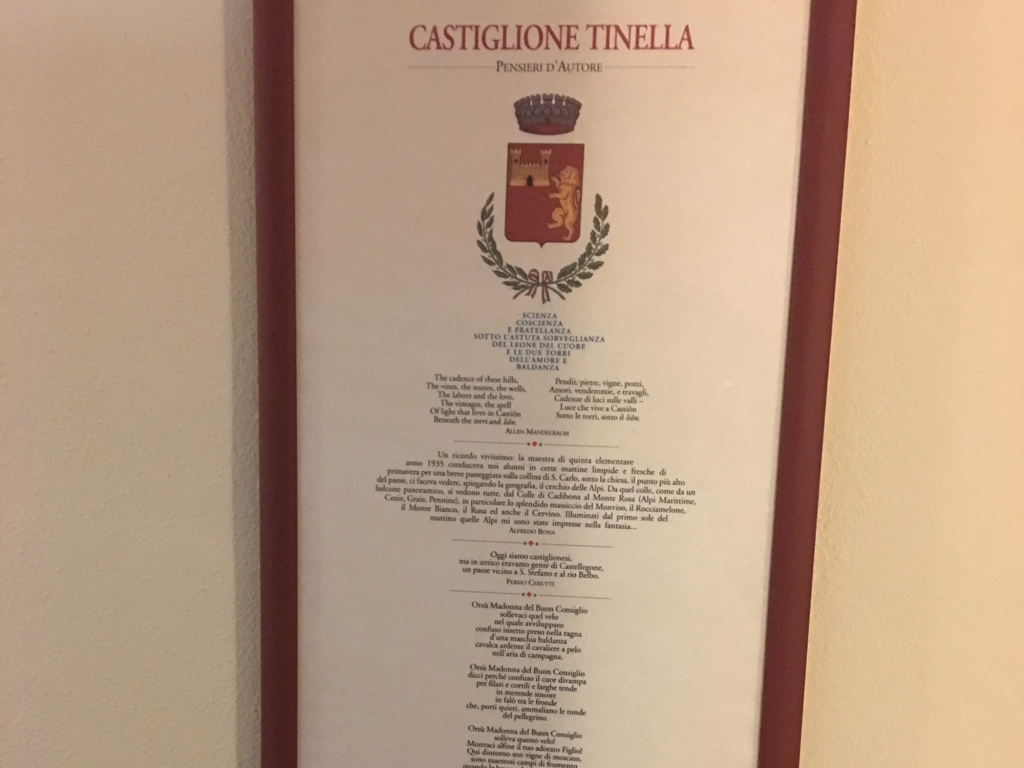 CASTIGLIONE TINELLA
PENSIERI D'AUTORE
SCIENZA
COSCIENZA
E FRATELLANZA
SOTTO L'ASTUTA SORVEGLIANZA
DEL LEONE DEL CUORE
E LE DUE TORRI
DELL'AMORE E
BALDANZA
The cadence of these hills,
The vines, the stones, the wells,
The labors and the love,
The vintages, the spell
Of light that lives in Castiôn
Beneath the torri and liôn.
Pendii, pietre, vigne, pozzi,
Amori, vendemmie, e travagli,
Cadenze di luci sulle valli –
Luce che vive a Castiôn
Sotto le torri, sotto il liôn.
ALLEN MANDELBAUM
Un ricordo vivissimo: la maestra di quinta elementare
anno 1935 conduceva noi alunni in certe mattine limpide e fresche di
primavera per una breve passeggiata sulla collina di S. Carlo, sotto la chiesa, il punto più alto
del paese, ci faceva vedere, spiegando la geografia, il cerchio delle Alpi. Da quel colle, come da un
balcone panoramico, si vedono tutte, dal Colle di Cadibona al Monte Rosa (Alpi Marittime,
Cozie, Graie, Pennine), in particolare lo splendido massiccio del Monviso, il Rocciamelone,
il Monte Bianco, il Rosa ed anche il Cervino. Illuminati dal primo sole del
mattino quelle Alpi mi sono state impresse nella fantasia...
ALFREDO BONA
Oggi siamo castiglionesi,
ma in antico eravamo gente di Castellegone,
un paese vicino a S. Stefano e al rio Belbo.
FERMO CERUTTI
Orsù Madonna del Buon Consiglio
sollevaci quel velo
nel quale avviluppato
confuso insetto preso nella ragna
d'una maschia baldanza
cavalca ardente il cavaliere a pelo
nell'aria di campagna.
Orsù Madonna del Buon Consiglio
dicci perché confuso il cuor divampa
per filari e cortili e larghe tende
in merende sinoire
in falò tra le fronde
che, porti quieti, ammaliano le ronde
del pellegrino.
Orsù Madonna del Buon Consiglio
solleva questo velo!
Mostraci alfine il tuo adorato Figlio!
Qui dintorno son vigne di moscato,
sono maestosi campi di frumento